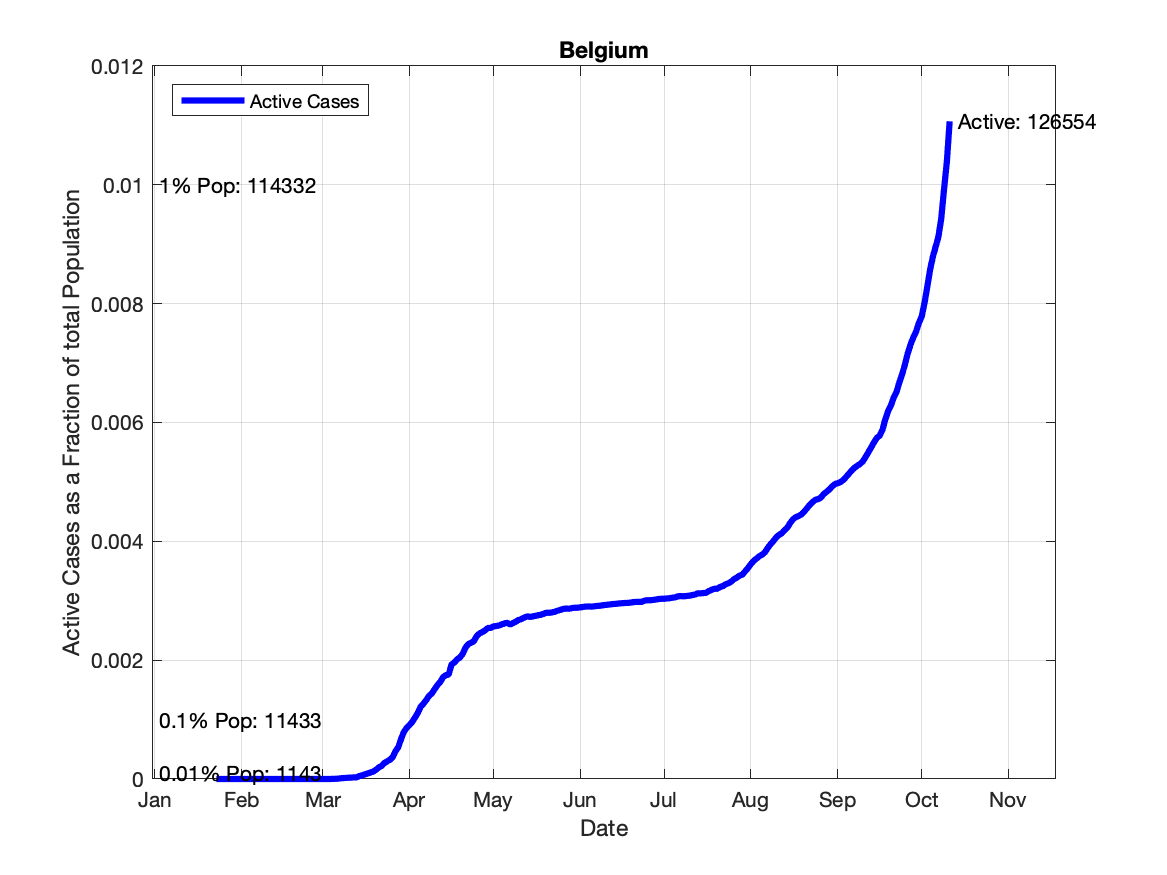 Belgium
0.012
Active Cases
Active: 126554
0.01
1% Pop: 114332
0.008
0.006
0.004
0.002
0.1% Pop: 11433
0.01% Pop: 1143
0
Active Cases as a Fraction of total Population
Jan Feb Mar Apr May Jun Jul Aug Sep Oct Nov
Date